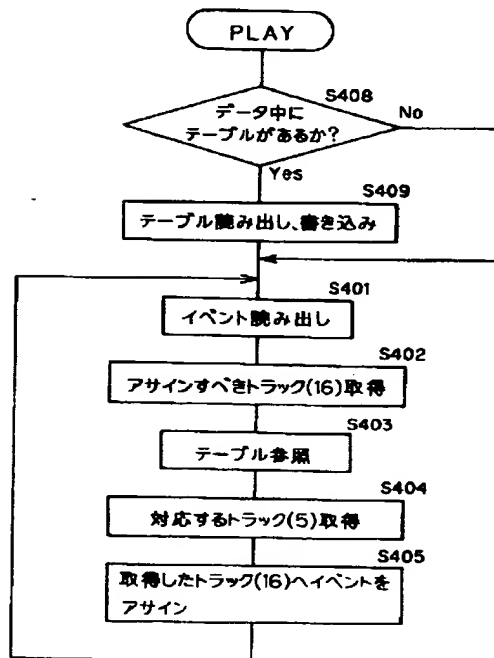 PLAY
S408
データ中に
テーブルがあるか?
No
Yes
S409
テーブル読み出し、書き込み
S401
イベント読み出し
S402
アサインすべきトラック(16)取得
S403
テーブル参照
S404
対応するトラック(5)取得
S405
取得したトラック(16)へイベントを
アサイン